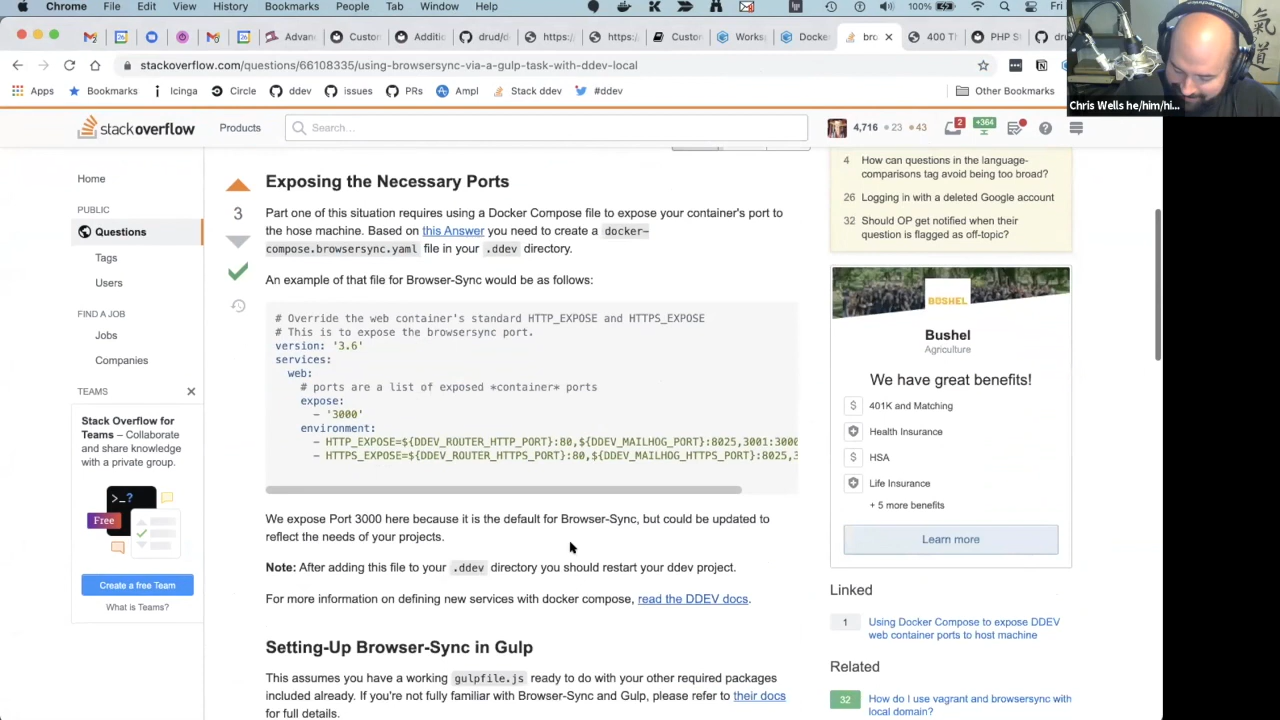 Chrome File Edit View History Bookmarks People Tab Window Help 100% Fri
Advan Custom Additio drud/d https:/ https:/ Custo Works Docke bro 400 T PHP S dru
stackoverflow.com/questions/66108335/using-browsersync-via-a-gulp-task-with-ddev-local
Apps Bookmarks Icinga Circle ddev issues PRs Ampl Stack ddev #ddev Other Bookmarks
氣
道
Chris Wells he/him/hi...
stackoverflow Products Search... 4,716 23 43 2 +364
Home
PUBLIC
Questions
Tags
Users
FIND A JOB
Jobs
Companies
TEAMS
Stack Overflow for
Teams – Collaborate
and share knowledge
with a private group.
Free
Create a free Team
What is Teams?
3
Exposing the Necessary Ports
Part one of this situation requires using a Docker Compose file to expose your container's port to
the host machine. Based on this Answer you need to create a docker-
compose.browsersync.yaml file in your .ddev directory.
An example of that file for Browser-Sync would be as follows:
# Override the web container's standard HTTP_EXPOSE and HTTPS_EXPOSE
# This is to expose the browsersync port.
version: '3.6'
services:
web:
# ports are a list of exposed *container* ports
expose:
- '3000'
environment:
- HTTP_EXPOSE=${DDEV_ROUTER_HTTP_PORT}:80,${DDEV_MAILHOG_PORT}:8025,3001:3000
- HTTPS_EXPOSE=${DDEV_ROUTER_HTTPS_PORT}:80,${DDEV_MAILHOG_HTTPS_PORT}:8025,3
We expose Port 3000 here because it is the default for Browser-Sync, but could be updated to
reflect the needs of your projects.
Note: After adding this file to your .ddev directory you should restart your ddev project.
For more information on defining new services with docker compose, read the DDEV docs.
Setting-Up Browser-Sync in Gulp
This assumes you have a working gulpfile.js ready to do with your other required packages
included already. If you're not fully familiar with Browser-Sync and Gulp, please refer to their docs
for full details.
4 How can questions in the language-
comparisons tag avoid being too broad?
26 Logging in with a deleted Google account
32 Should OP get notified when their
question is flagged as off-topic?
BUSHEL
Bushel
Agriculture
We have great benefits!
401K and Matching
Health Insurance
HSA
Life Insurance
+ 5 more benefits
Learn more
Linked
1 Using Docker Compose to expose DDEV
web container ports to host machine
Related
32 How do I use vagrant and browsersync with
local domain?